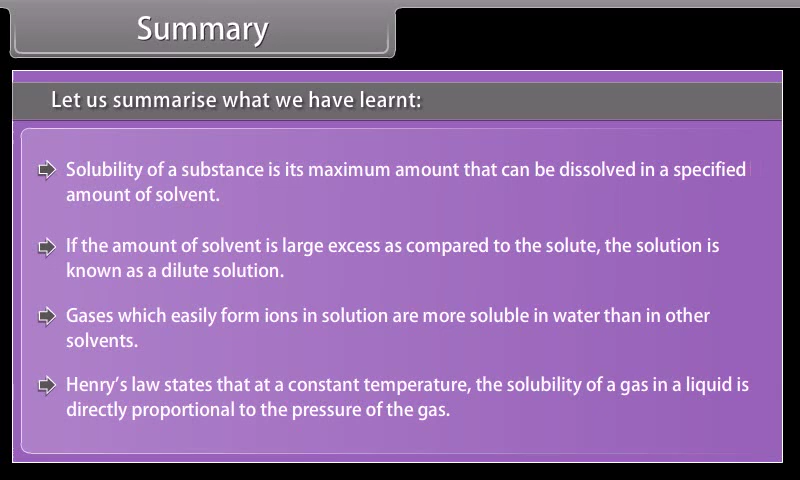 Summary
Let us summarise what we have learnt:
Solubility of a substance is its maximum amount that can be dissolved in a specified
amount of solvent.
If the amount of solvent is large excess as compared to the solute, the solution is
known as a dilute solution.
Gases which easily form ions in solution are more soluble in water than in other
solvents.
Henry's law states that at a constant temperature, the solubility of a gas in a liquid is
directly proportional to the pressure of the gas.